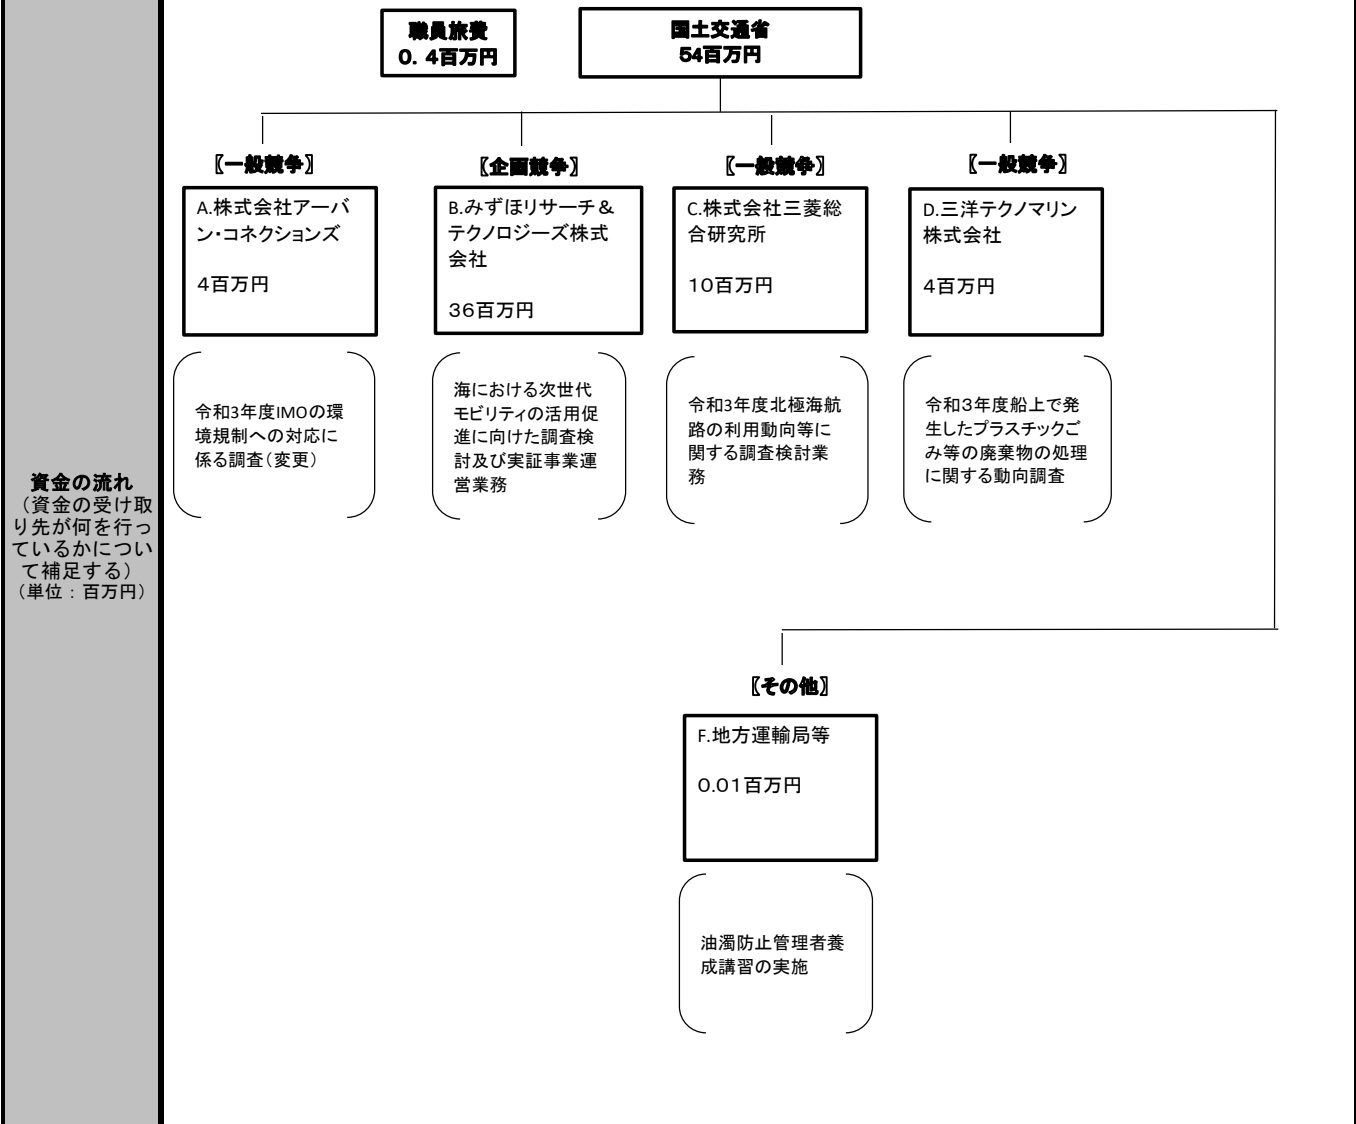 職員旅費
０．４百万円
国土交通省
54百万円
〖一般競争〗
〖企画競争〗
〖一般競争〗
〖一般競争〗
A.株式会社アーバ
ン・コネクションズ
４百万円
B.みずほリサーチ＆
テクノロジーズ株式
会社
３６百万円
C.株式会社三菱総
合研究所
１０百万円
D.三洋テクノマリン
株式会社
４百万円
令和3年度IMOの環
境規制への対応に
係る調査（変更）
海における次世代
モビリティの活用促
進に向けた調査検
討及び実証事業運
営業務
令和3年度北極海航
路の利用動向等に
関する調査検討業
務
令和３年度船上で発
生したプラスチックご
み等の廃棄物の処理
に関する動向調査
資金の流れ
（資金の受け取
り先が何を行っ
ているかについ
て補足する）
（単位：百万円）
〖その他〗
F.地方運輸局等
０.０１百万円
油濁防止管理者養
成講習の実施